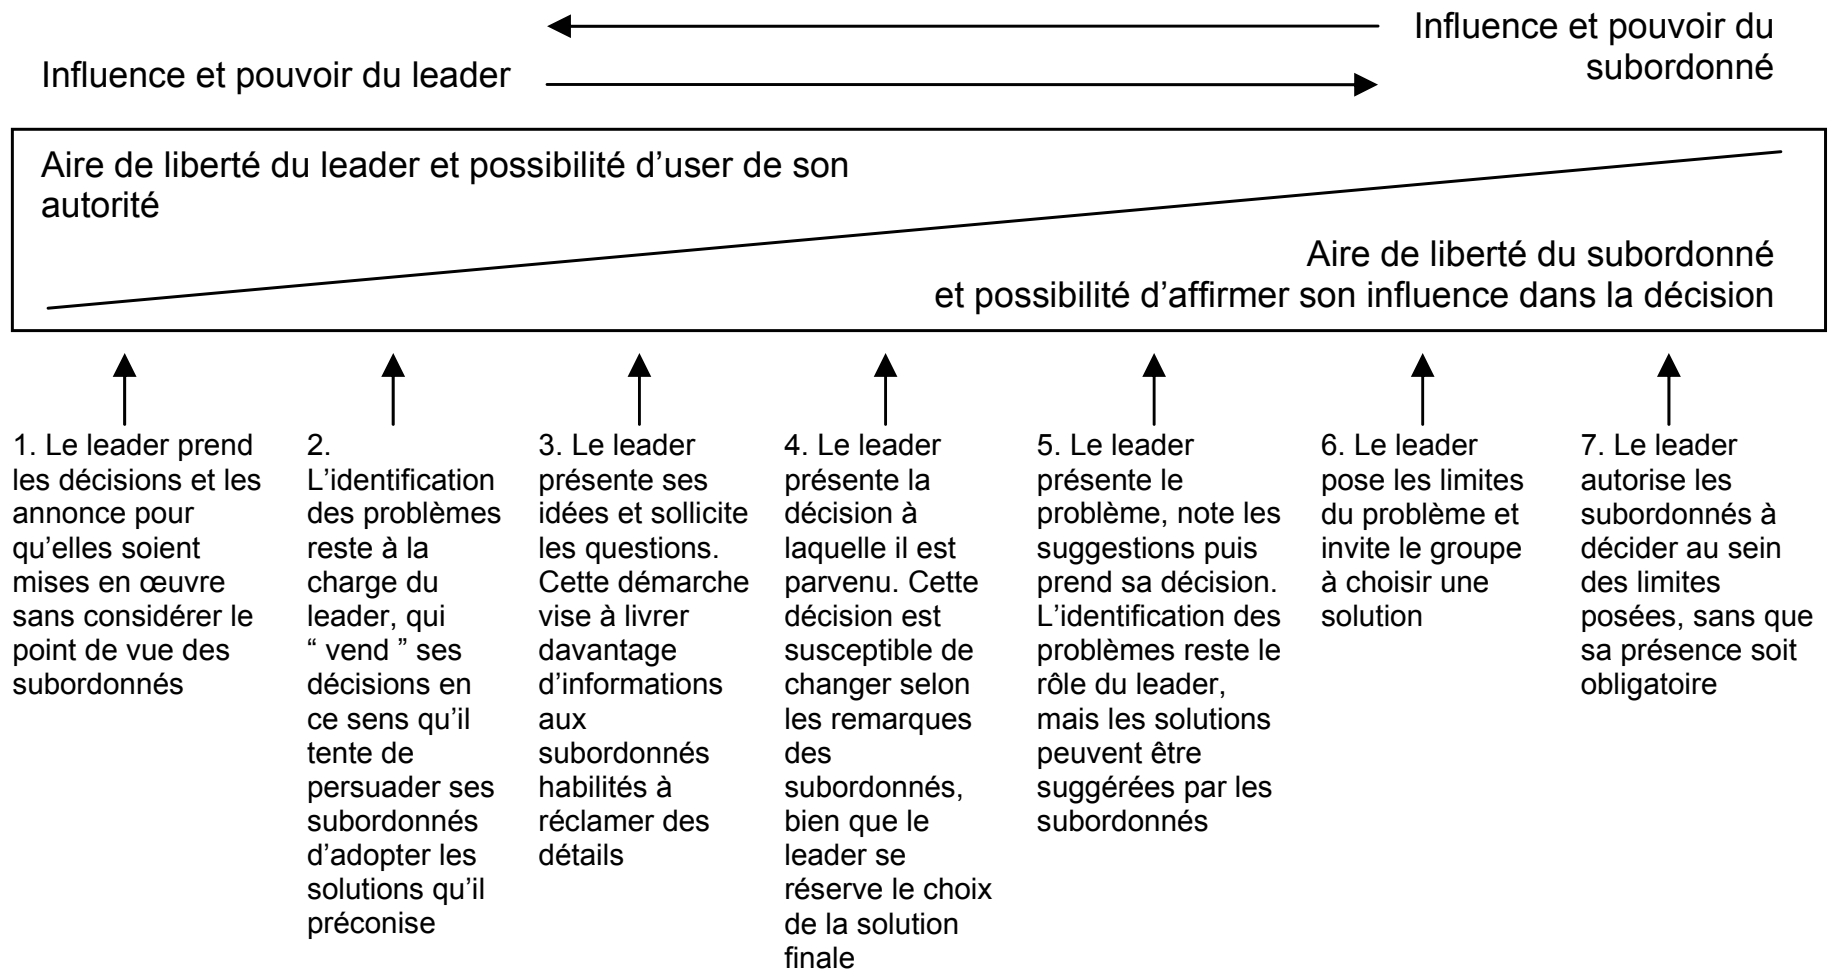 Influence et pouvoir du leader
Influence et pouvoir du
subordonné
Aire de liberté du leader et possibilité d’user de son
autorité
Aire de liberté du subordonné
et possibilité d’affirmer son influence dans la décision
1. Le leader prend
les décisions et les
annonce pour
qu’elles soient
mises en œuvre
sans considérer le
point de vue des
subordonnés
2.
L’identification
des problèmes
reste à la
charge du
leader, qui
“ vend ” ses
décisions en
ce sens qu’il
tente de
persuader ses
subordonnés
d’adopter les
solutions qu’il
préconise
3. Le leader
présente ses
idées et sollicite
les questions.
Cette démarche
vise à livrer
davantage
d’informations
aux
subordonnés
habilités à
réclamer des
détails
4. Le leader
présente la
décision à
laquelle il est
parvenu. Cette
décision est
susceptible de
changer selon
les remarques
des
subordonnés,
bien que le
leader se
réserve le choix
de la solution
finale
5. Le leader
présente le
problème, note les
suggestions puis
prend sa décision.
L’identification des
problèmes reste le
rôle du leader,
mais les solutions
peuvent être
suggérées par les
subordonnés
6. Le leader
pose les limites
du problème et
invite le groupe
à choisir une
solution
7. Le leader
autorise les
subordonnés à
décider au sein
des limites
posées, sans que
sa présence soit
obligatoire